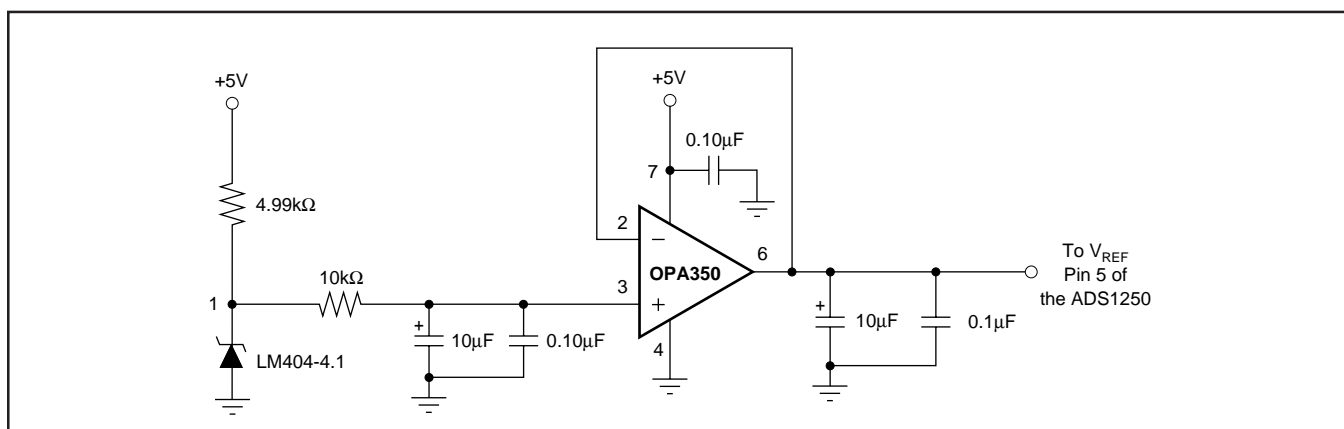 +5V
4.99kΩ
1
LM404-4.1
10kΩ
+
10µF
0.10µF
+5V
0.10µF
7
2
−
OPA350
3
+
4
6
+
10µF
0.1µF
To VREF
Pin 5 of
the ADS1250